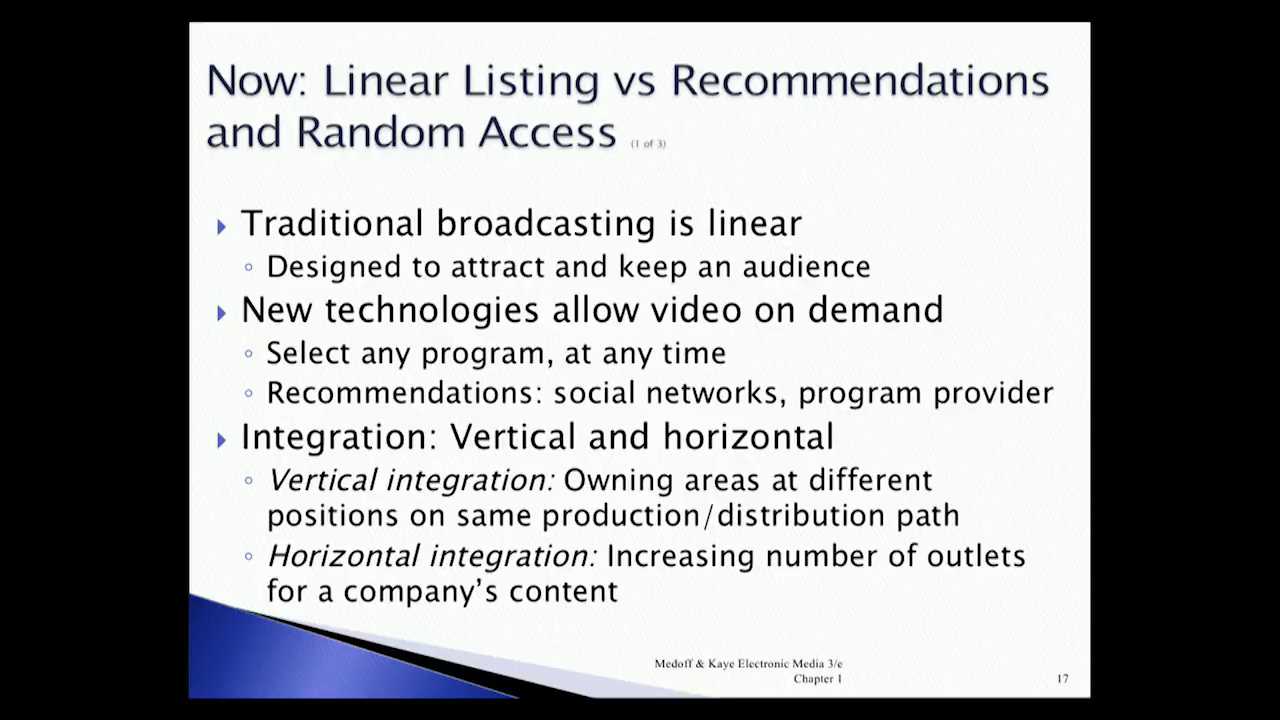 Now: Linear Listing vs Recommendations
and Random Access (1 of 3)
Traditional broadcasting is linear
Designed to attract and keep an audience
New technologies allow video on demand
Select any program, at any time
Recommendations: social networks, program provider
Integration: Vertical and horizontal
Vertical integration: Owning areas at different
positions on same production/distribution path
Horizontal integration: Increasing number of outlets
for a company's content
Medoff & Kaye Electronic Media 3/e
Chapter 1
17